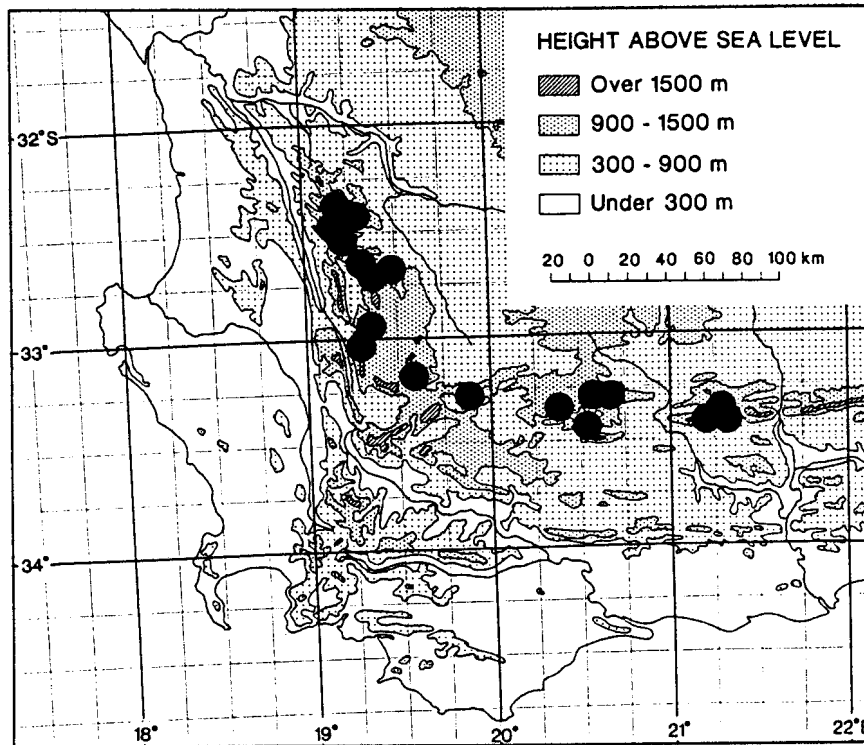 HEIGHT ABOVE SEA LEVEL
Over 1500 m
900 - 1500 m
300 - 900 m
Under 300 m
20 0 20 40 60 80 100 km
32°S
33°
34°
18° 19° 20° 21° 22°